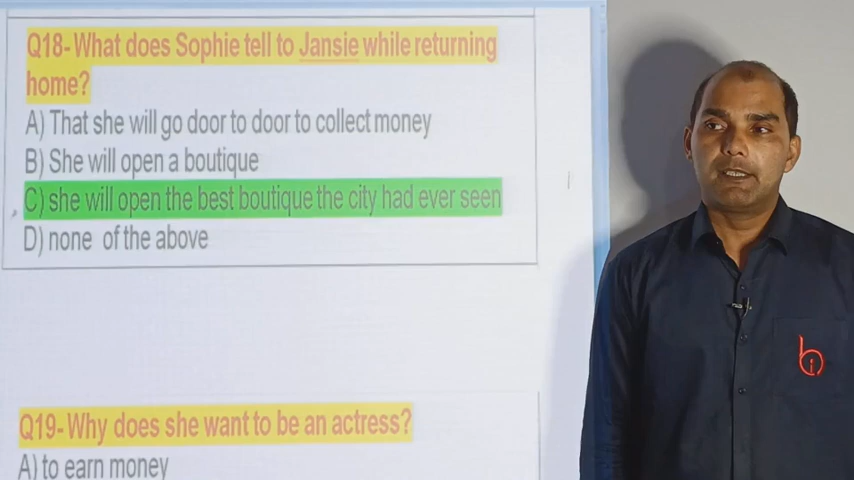 Q18- What does Sophie tell to Jansie while returning
home?
A) That she will go door to door to collect money
B) She will open a boutique
C) she will open the best boutique the city had ever seen
D) none of the above
Q19- Why does she want to be an actress?
A) to earn money